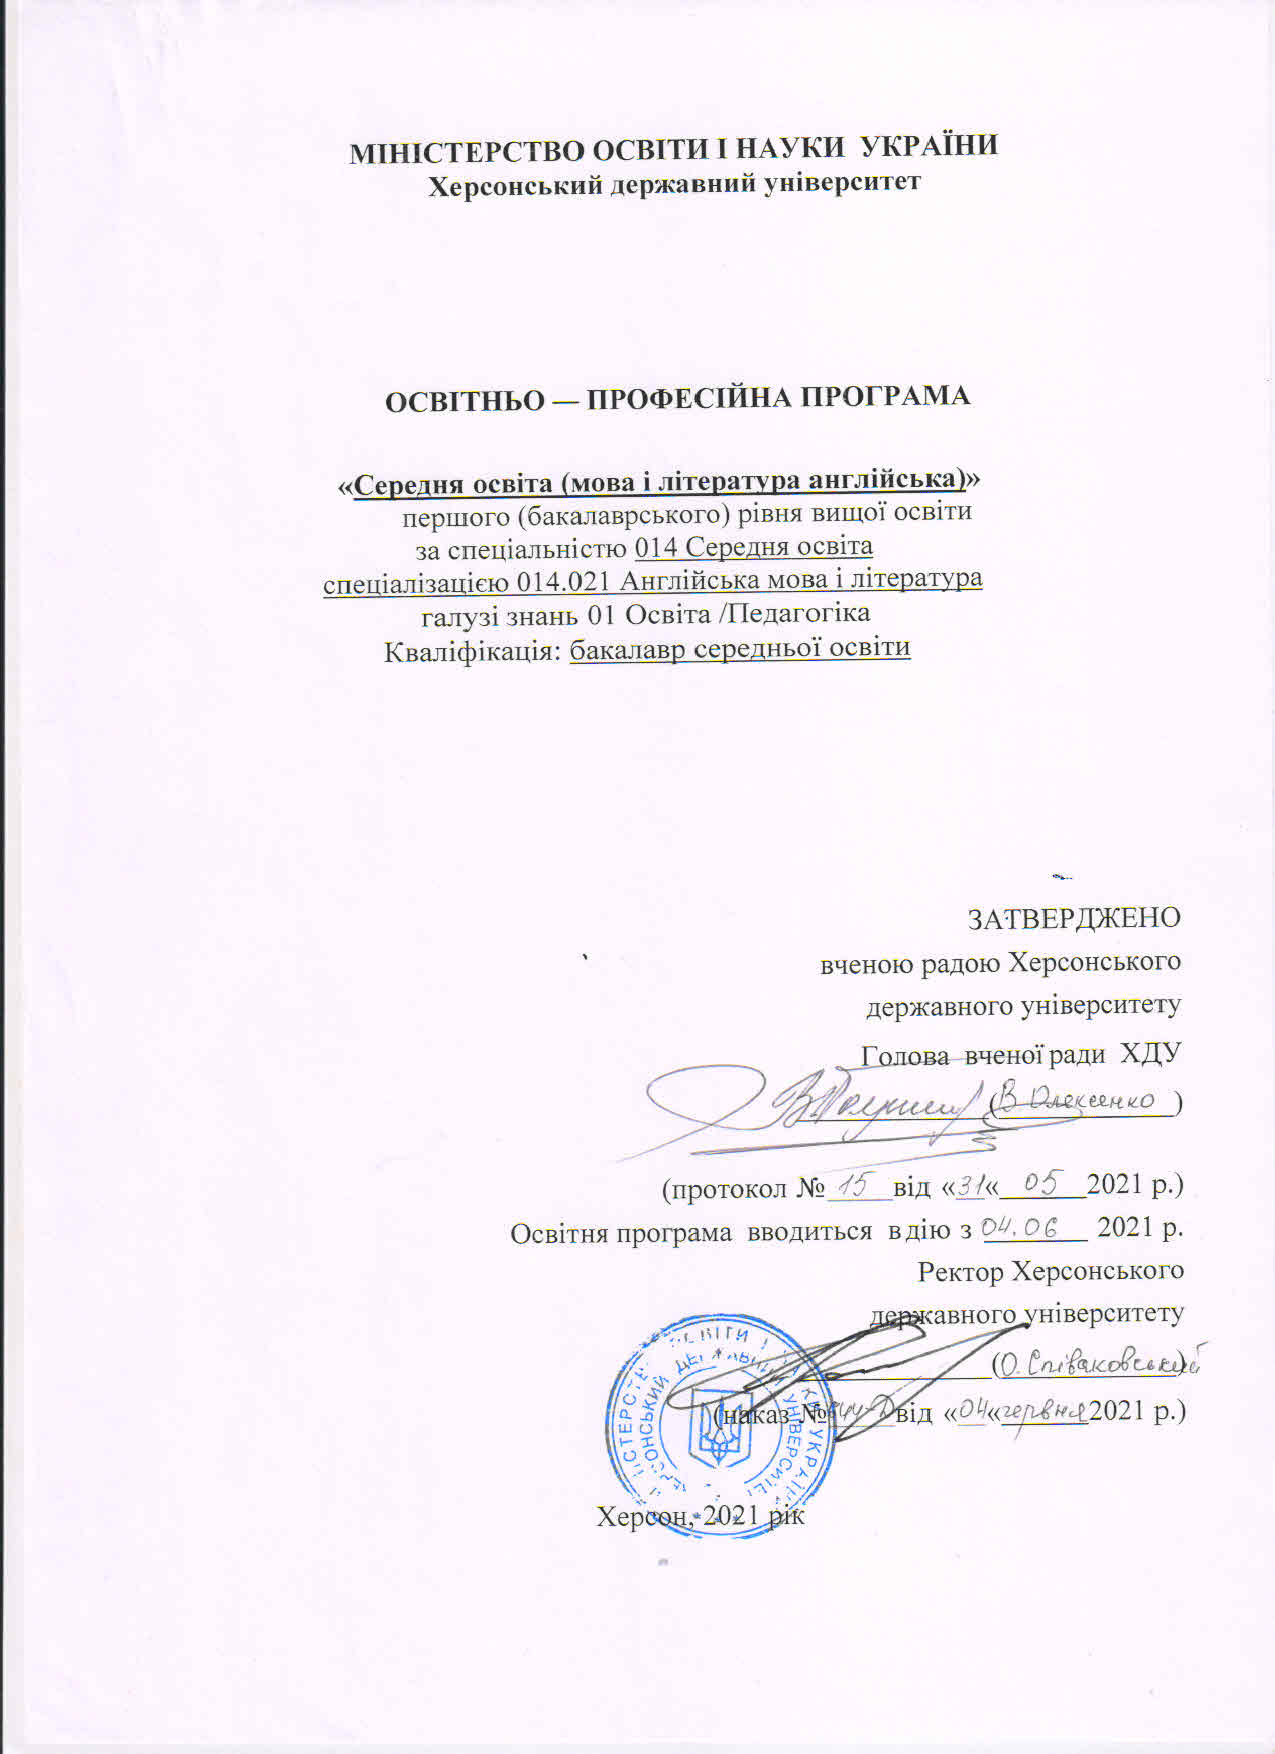 МІНІСТЕРСТВО ОСВІТИ І НАУКИ УКРАЇНИ
Херсонський державний університет
ОСВІТНЬО — ПРОФЕСІЙНА ПРОГРАМА
«Середня освіта (мова і література англійська)»
першого (бакалаврського) рівня вищої освіти
за спеціальністю 014 Середня освіта
спеціалізацією 014.021 Англійська мова і література
галузі знань 01 Освіта /Педагогіка
Кваліфікація: бакалавр середньої освіти
ЗАТВЕРДЖЕНО
вченою радою Херсонського
державного університету
Голова вченої ради ХДУ
(В. Олексенко)
(протокол № 15 від «31« 05 2021 р.)
Освітня програма вводиться в дію з 04.06 2021 р.
Ректор Херсонського
державного університету
(О. Співаковський)
(наказ № від «04« червня 2021 р.)
ХЕРСОНСЬКИЙ ДЕРЖАВНИЙ УНІВЕРСИТЕТ
Херсон, 2021 рік